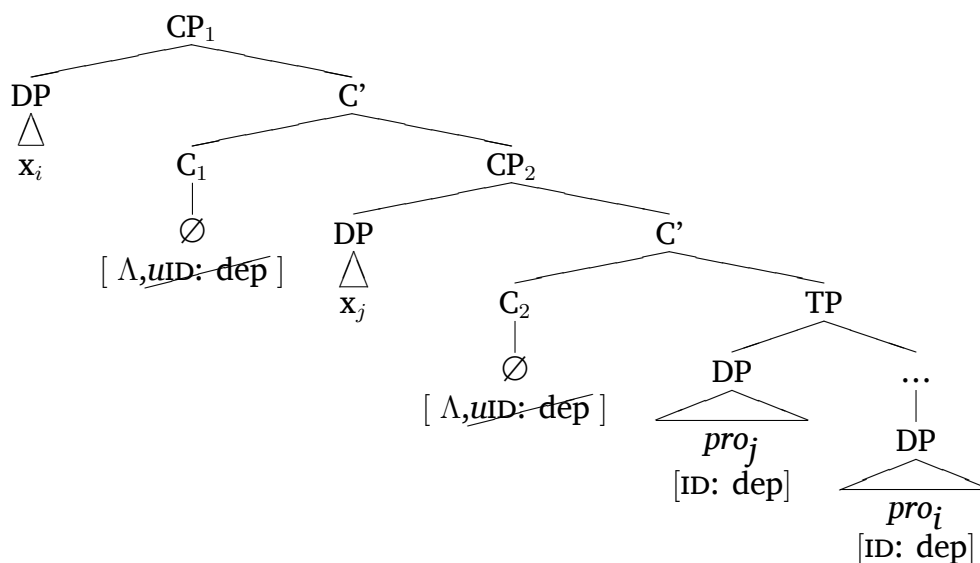 CP₁
DP C’
xᵢ C₁ CP₂
∅ DP C’
[ Λ,uID: dep ] xⱼ C₂ TP
∅ DP ...
[ Λ,uID: dep ] proⱼ DP
[ID: dep] proᵢ
[ID: dep]